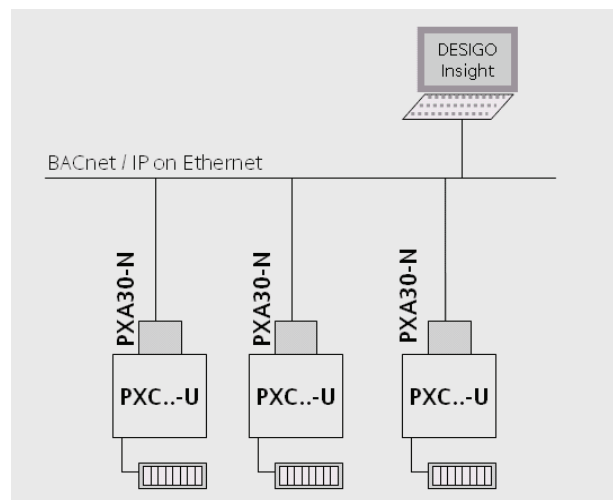 DESIGO
Insight
BACnet / IP on Ethernet
PXA30-N
PXA30-N
PXA30-N
PXC..-U
PXC..-U
PXC..-U